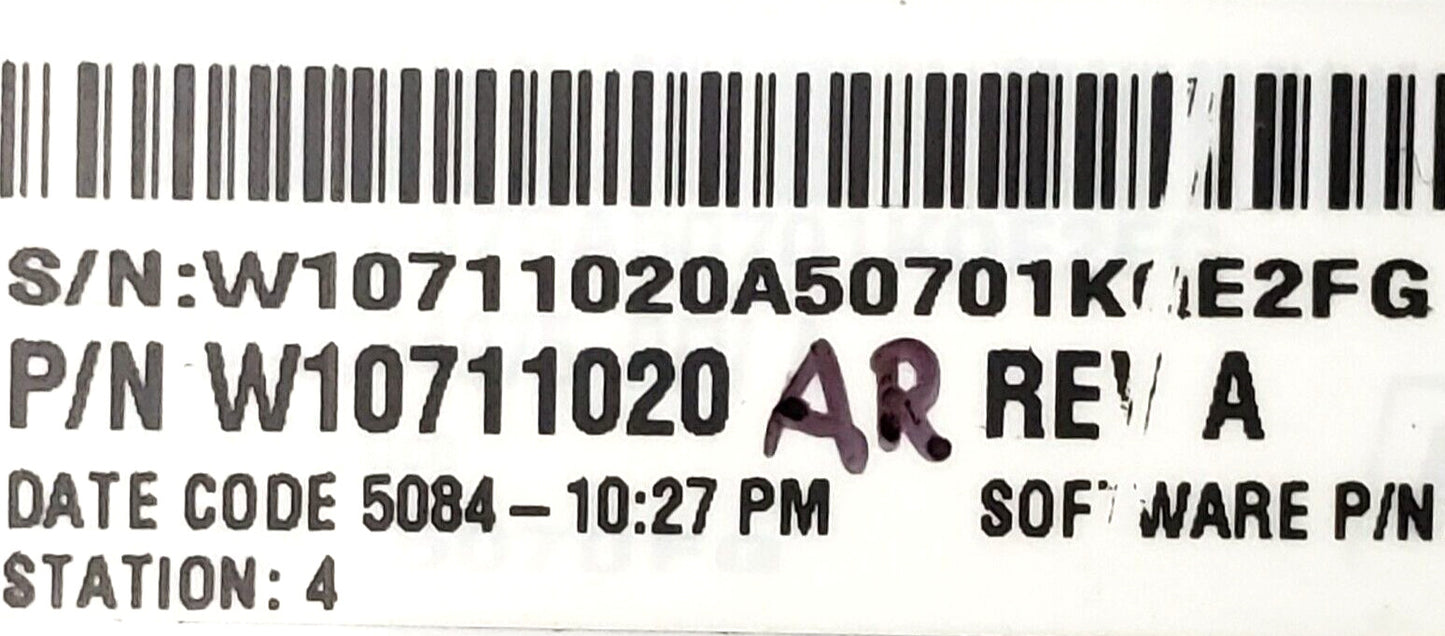 P/N W10711020 AR REV A
DATE CODE 5084 – 10:27 PM SOFTWARE P/N
STATION: 4